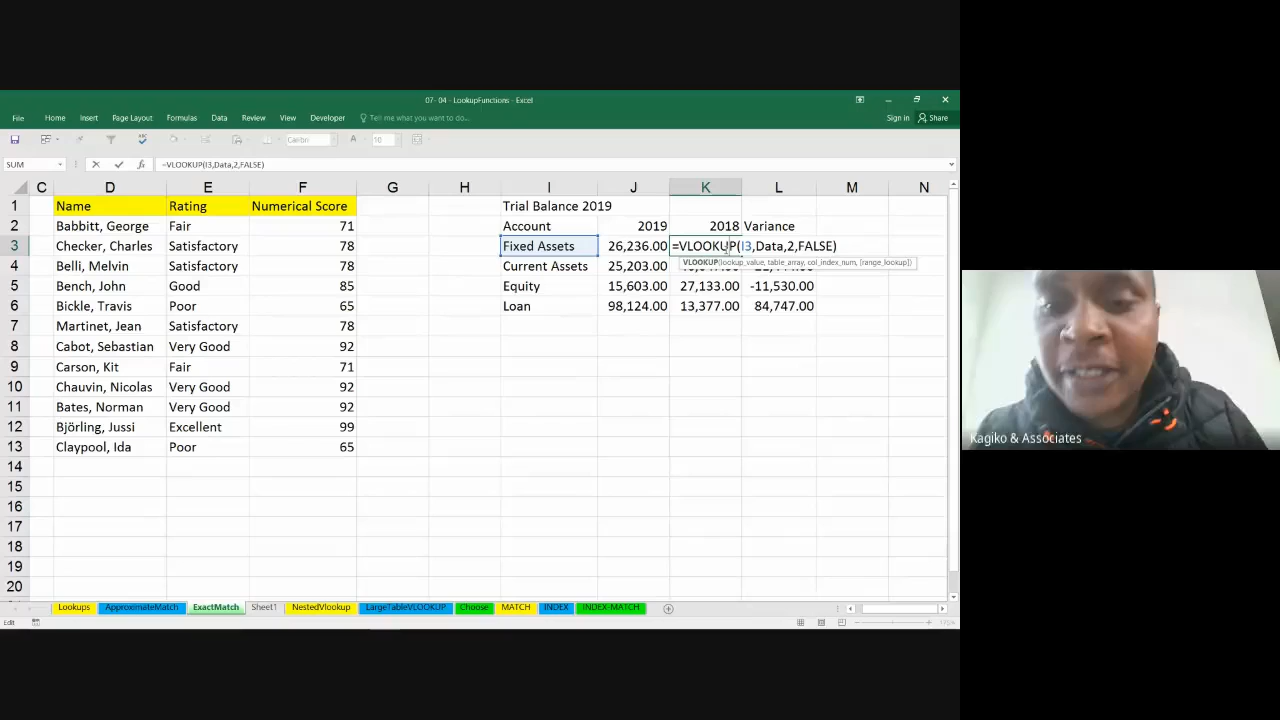 07- 04 - LookupFunctions - Excel
File Home Insert Page Layout Formulas Data Review View Developer Tell me what you want to do... Sign in Share
Calibri 10
SUM =VLOOKUP(I3,Data,2,FALSE)
C D E F G H I J K L M N
1 Name Rating Numerical Score Trial Balance 2019
2 Babbitt, George Fair 71 Account 2019 2018 Variance
3 Checker, Charles Satisfactory 78 Fixed Assets 26,236.00 =VLOOKUP(I3,Data,2,FALSE)
VLOOKUP(lookup_value, table_array, col_index_num, [range_lookup])
4 Belli, Melvin Satisfactory 78 Current Assets 25,203.00
5 Bench, John Good 85 Equity 15,603.00 27,133.00 -11,530.00
6 Bickle, Travis Poor 65 Loan 98,124.00 13,377.00 84,747.00
7 Martinet, Jean Satisfactory 78
8 Cabot, Sebastian Very Good 92
9 Carson, Kit Fair 71
10 Chauvin, Nicolas Very Good 92
11 Bates, Norman Very Good 92
12 Björling, Jussi Excellent 99
13 Claypool, Ida Poor 65
14
15
16
17
18
19
20
Lookups ApproximateMatch ExactMatch Sheet1 NestedVlookup LargeTableVLOOKUP Choose MATCH INDEX INDEX-MATCH
Edit
Kagiko & Associates